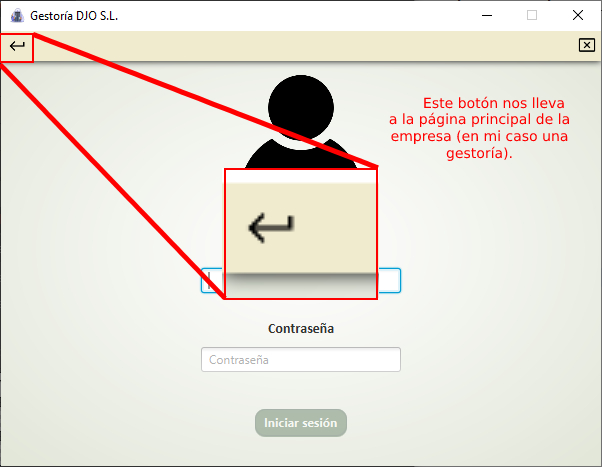 Gestoría DJO S.L.
Este botón nos lleva
a la página principal de la
empresa (en mi caso una
gestoría).
Contraseña
Contraseña
Iniciar sesión